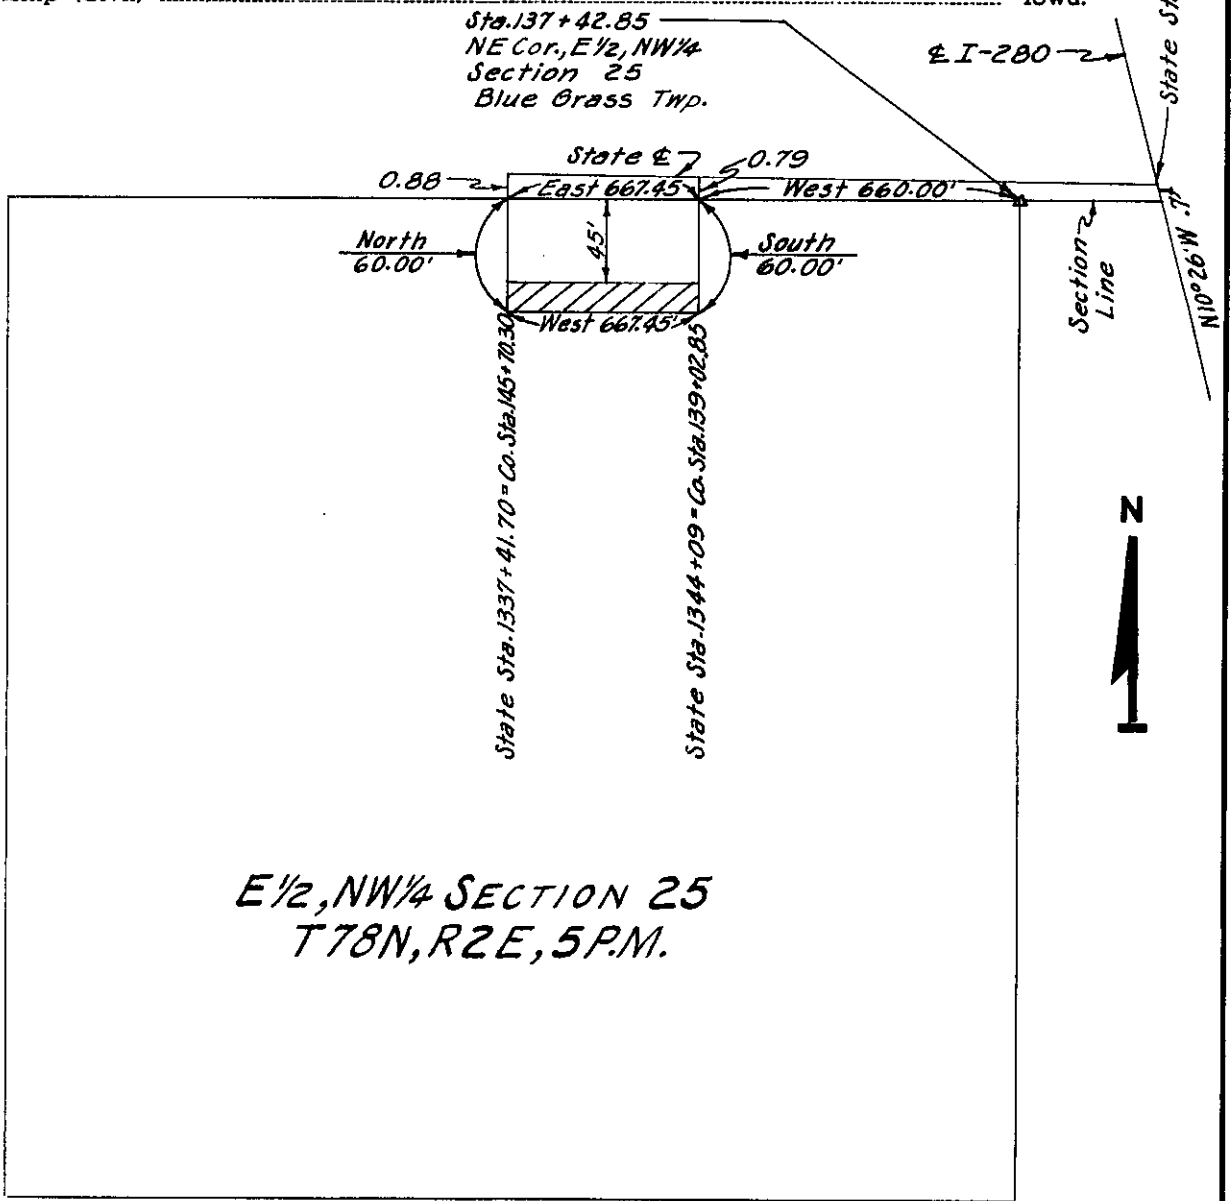 Iowa.
Sta.137+42.85
NE Cor., E½, NW¼
Section 25
Blue Grass Twp.
℄ I-280
State ℄
0.79
0.88
East 667.45'
West 660.00'
North
60.00'
45'
South
60.00'
West 667.45'
Section
Line
N10°26'W
State Sta.1337+41.70=Co.Sta.145+70.30
State Sta.1344+09=Co.Sta.139+02.85
N
E½, NW¼ SECTION 25
T78N, R2E, 5P.M.